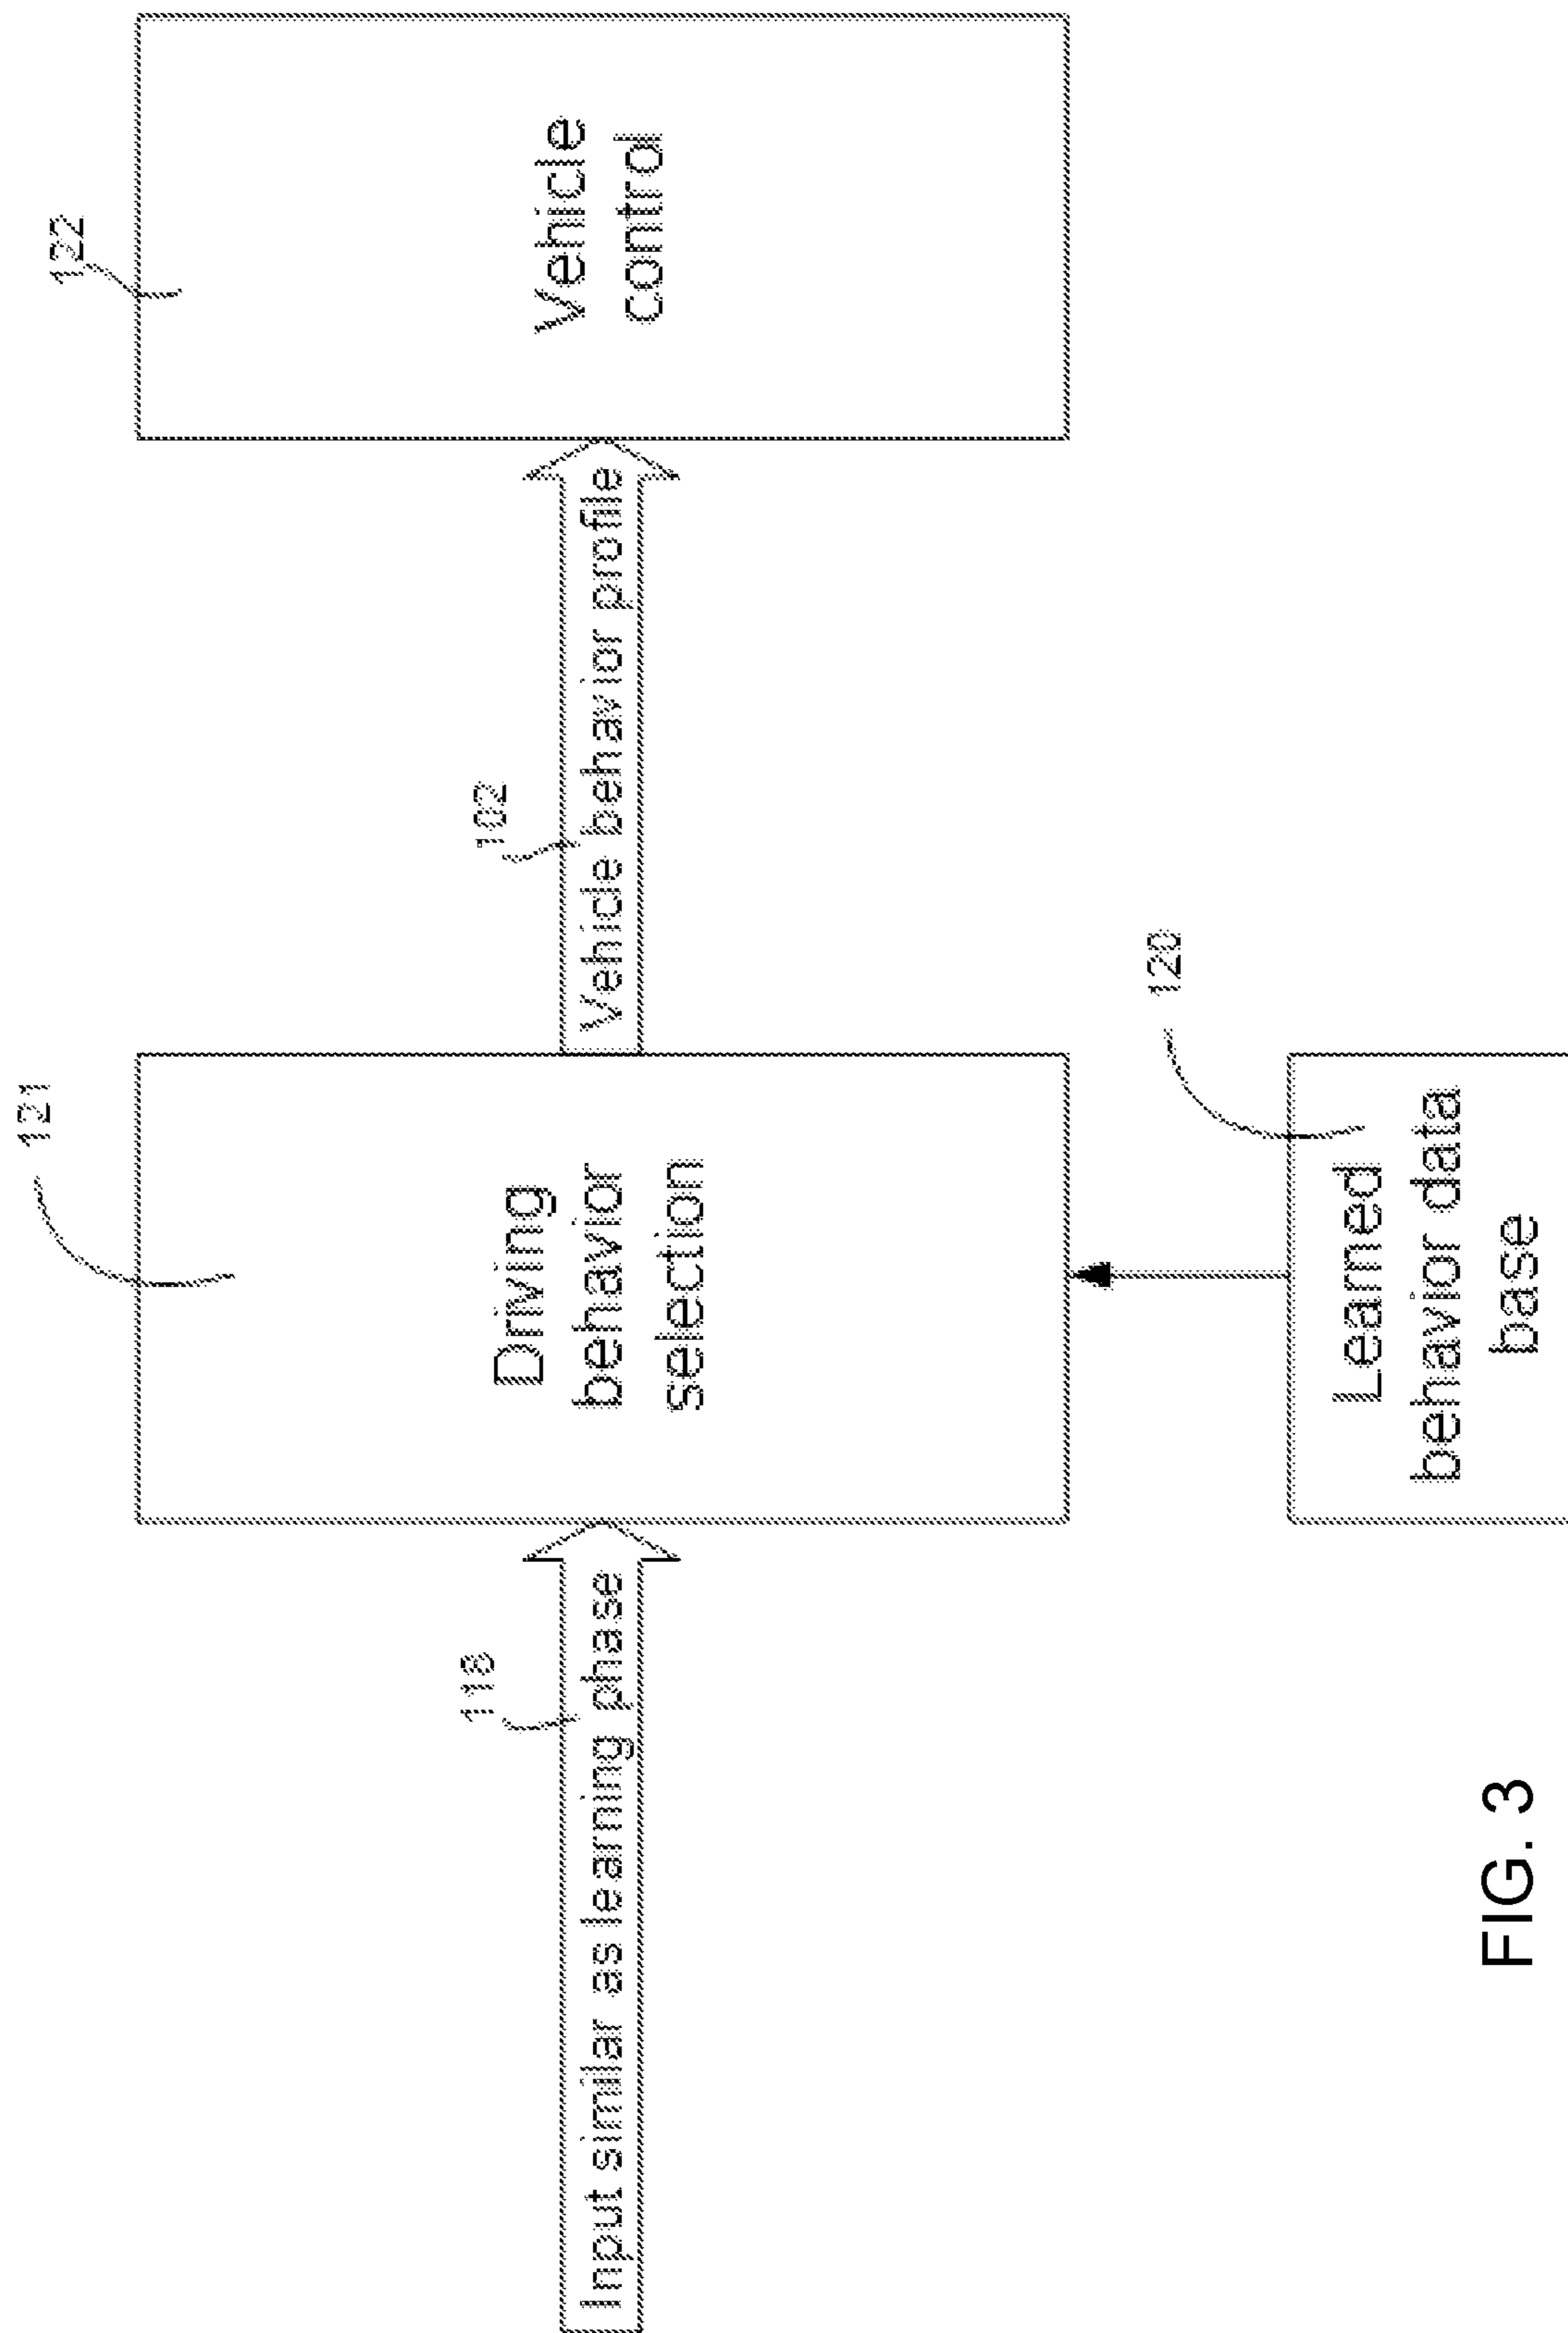 121
122
118
102
Input similar as learning phase
Driving
behavior
selection
Vehicle behavior profile
Vehicle
control
120
Learned
behavior data
base
FIG. 3